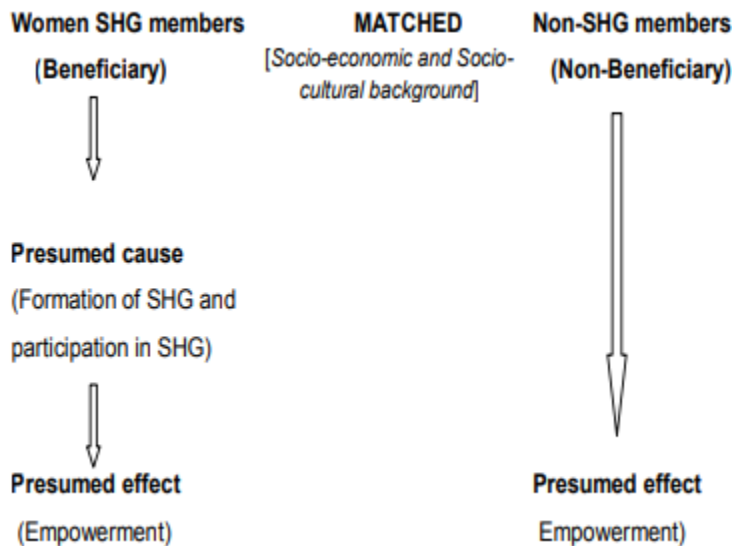 Women SHG members
(Beneficiary)
MATCHED
[Socio-economic and Socio-
cultural background]
Non-SHG members
(Non-Beneficiary)
Presumed cause
(Formation of SHG and
participation in SHG)
Presumed effect
(Empowerment)
Presumed effect
Empowerment)